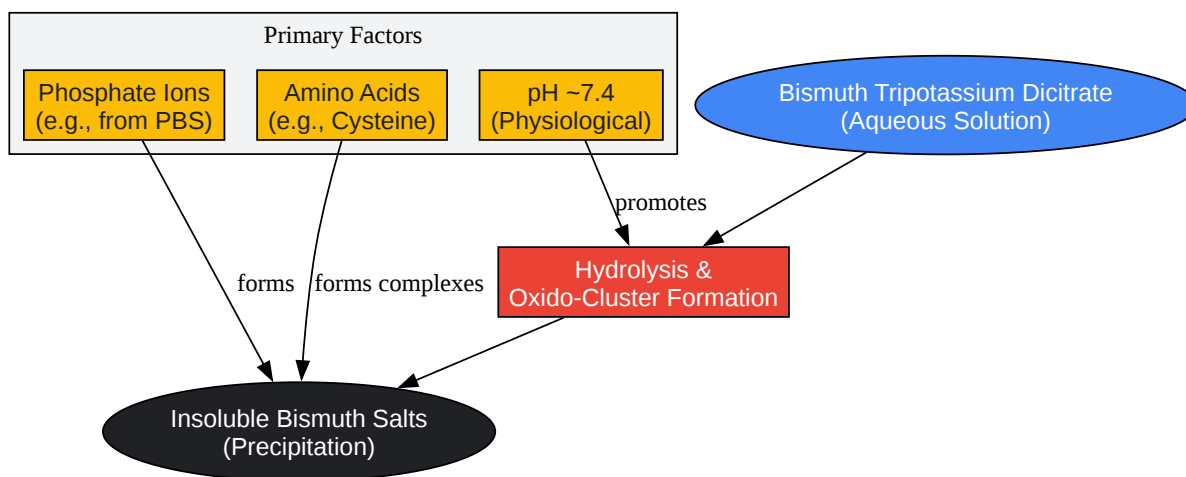 Primary Factors
Phosphate Ions
(e.g., from PBS)
Amino Acids
(e.g., Cysteine)
pH ~7.4
(Physiological)
Bismuth Tripotassium Dicitrate
(Aqueous Solution)
promotes
forms
forms complexes
Hydrolysis &
Oxido-Cluster Formation
Insoluble Bismuth Salts
(Precipitation)